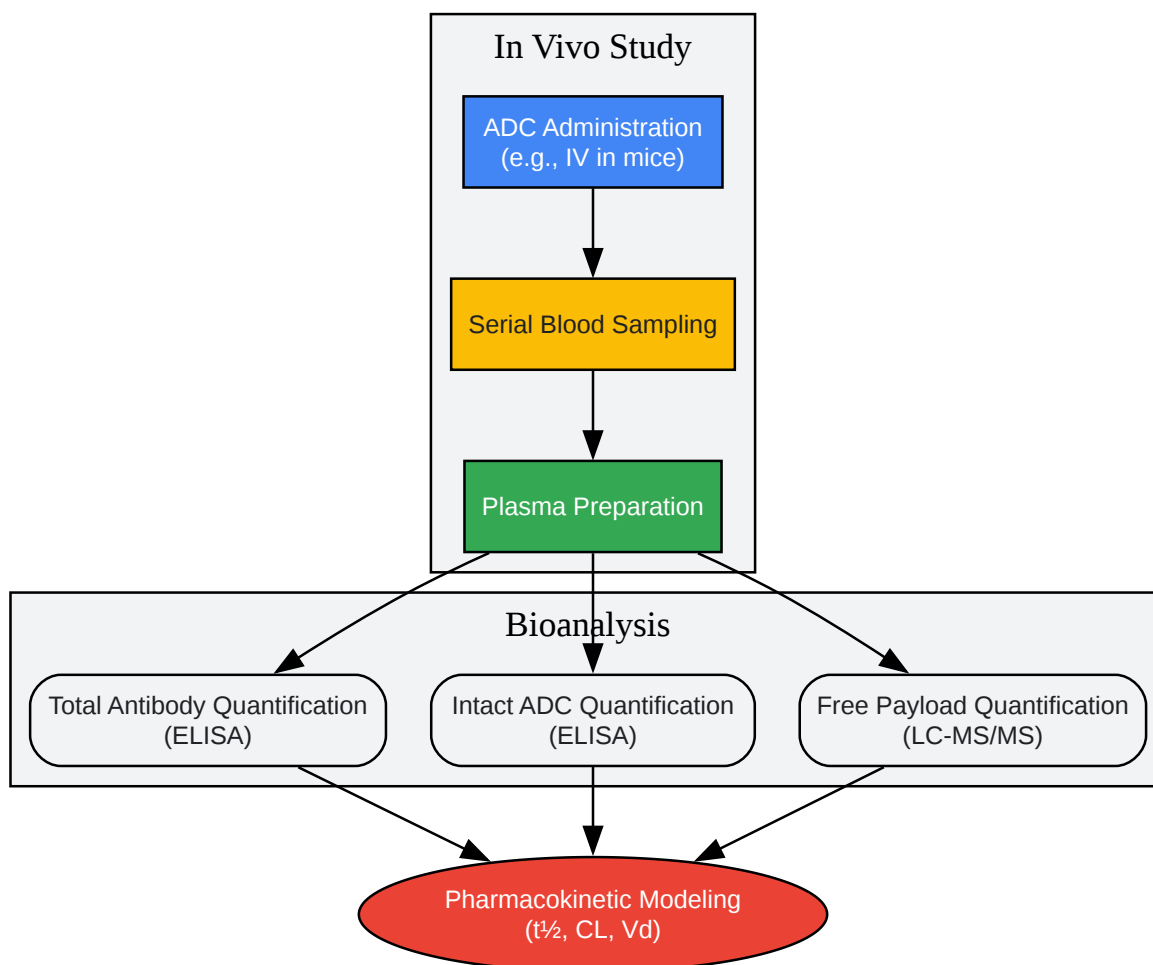 In Vivo Study
ADC Administration
(e.g., IV in mice)
Serial Blood Sampling
Plasma Preparation
Bioanalysis
Total Antibody Quantification
(ELISA)
Intact ADC Quantification
(ELISA)
Free Payload Quantification
(LC-MS/MS)
Pharmacokinetic Modeling
(t½, CL, Vd)